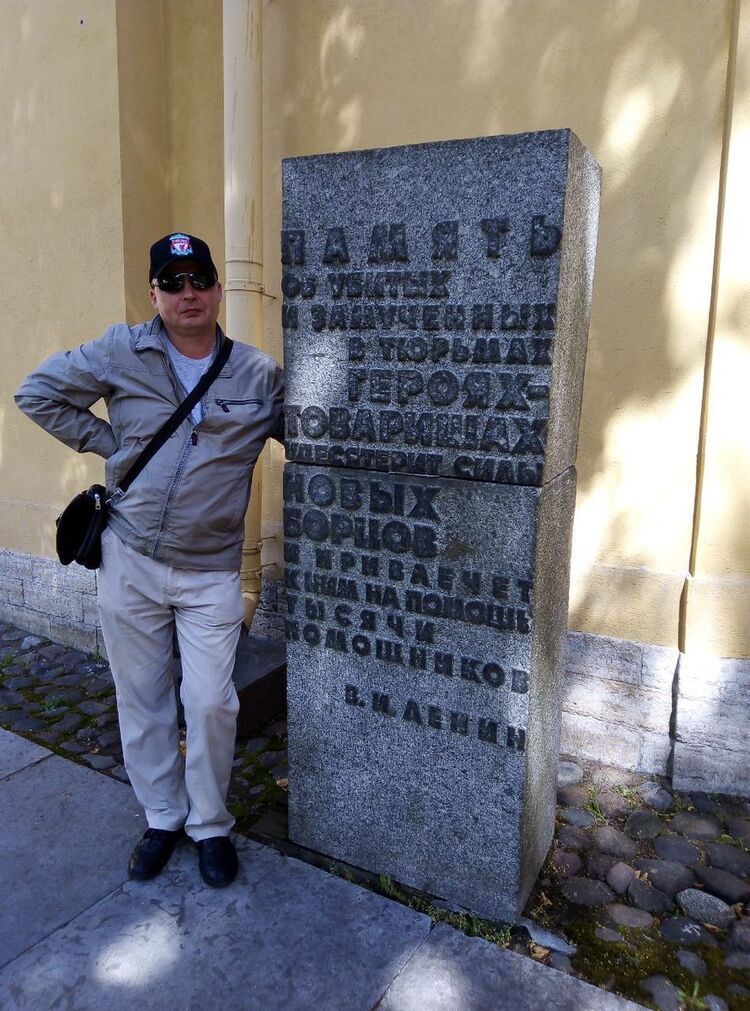 ПАМЯТЬ
ОБ УБИТЫХ
И ЗАМУЧЕННЫХ
В ТЮРЬМАХ
ГЕРОЯХ-
ТОВАРИЩАХ
УДЕСЯТЕРИТ СИЛЫ
НОВЫХ
БОРЦОВ
И ПРИВЛЕЧЕТ
К НИМ НА ПОМОЩЬ
ТЫСЯЧИ
ПОМОЩНИКОВ
В. И. ЛЕНИН